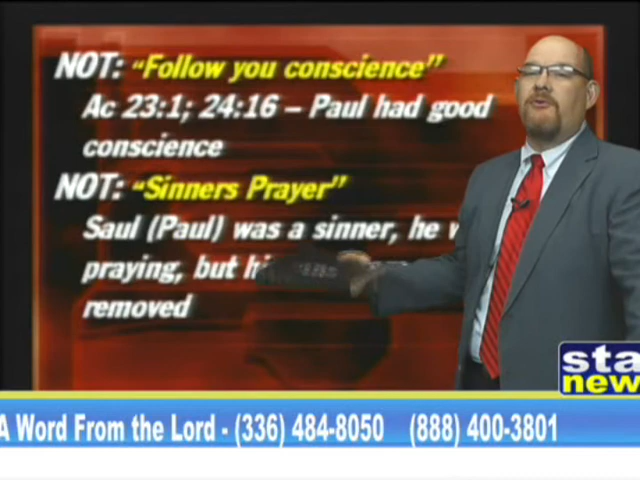 NOT: "Follow you conscience"
Ac 23:1; 24:16 – Paul had good
conscience
NOT: "Sinners Prayer"
Saul (Paul) was a sinner, he
praying, but
removed
sta
new
A Word From the Lord - (336) 484-8050 (888) 400-3801